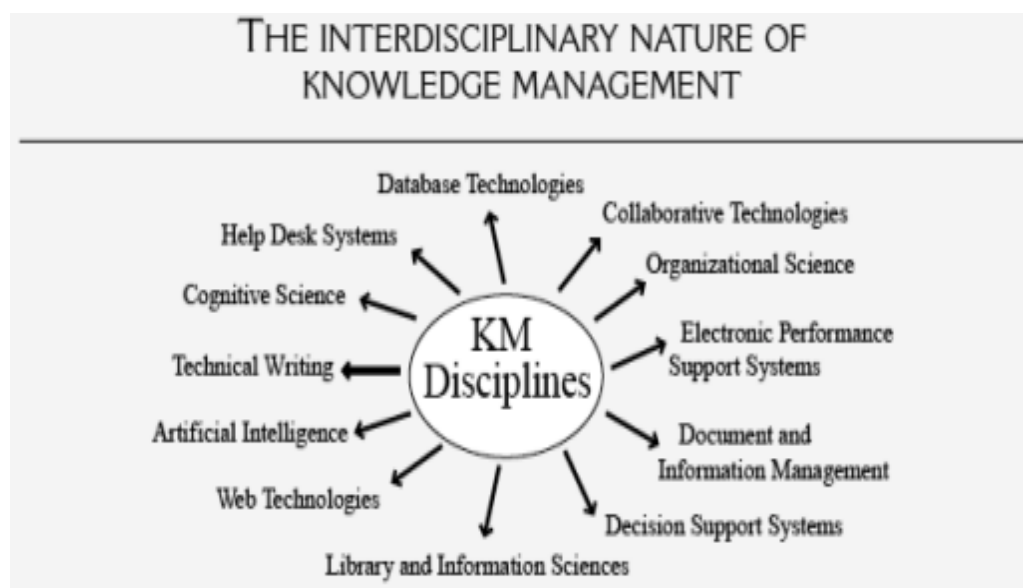 THE INTERDISCIPLINARY NATURE OF
KNOWLEDGE MANAGEMENT
Database Technologies
Collaborative Technologies
Help Desk Systems
Organizational Science
Cognitive Science
KM
Disciplines
Electronic Performance
Support Systems
Technical Writing
Artificial Intelligence
Document and
Information Management
Web Technologies
Decision Support Systems
Library and Information Sciences